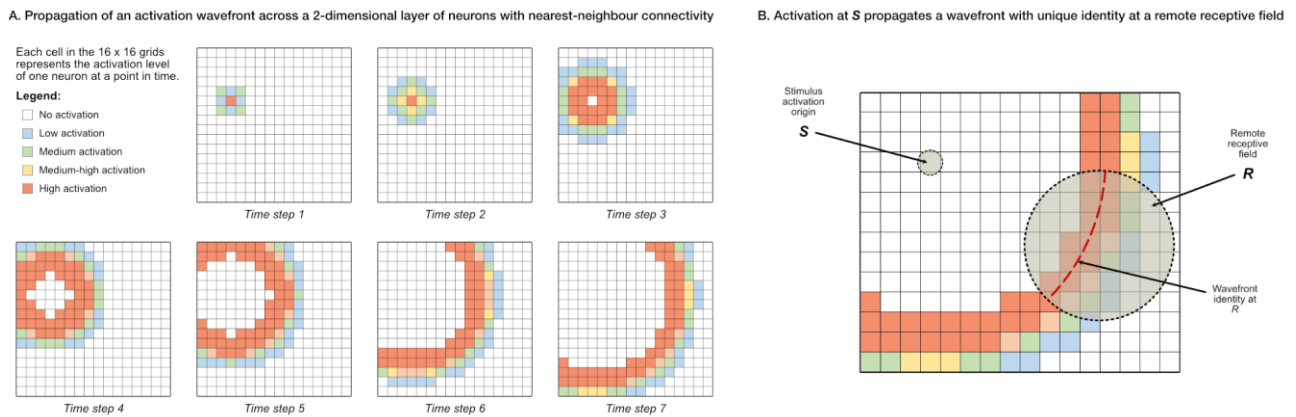 A. Propagation of an activation wavefront across a 2-dimensional layer of neurons with nearest-neighbour connectivity
Each cell in the 16 x 16 grids
represents the activation level
of one neuron at a point in time.
Legend:
No activation
Low activation
Medium activation
Medium-high activation
High activation
Time step 1
Time step 2
Time step 3
Time step 4
Time step 5
Time step 6
Time step 7
B. Activation at S propagates a wavefront with unique identity at a remote receptive field
Stimulus
activation
origin
S
Remote
receptive
field
R
Wavefront
identity at
R